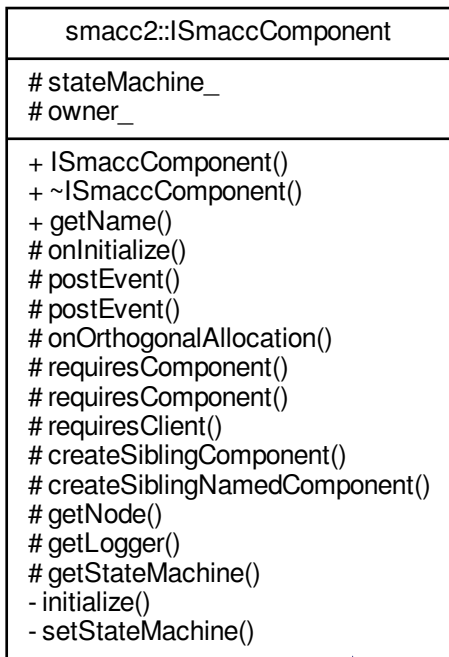 smacc2::ISmaccComponent
# stateMachine_
# owner_
+ ISmaccComponent()
+ ~ISmaccComponent()
+ getName()
# onInitialize()
# postEvent()
# postEvent()
# onOrthogonalAllocation()
# requiresComponent()
# requiresComponent()
# requiresClient()
# createSiblingComponent()
# createSiblingNamedComponent()
# getNode()
# getLogger()
# getStateMachine()
- initialize()
- setStateMachine()